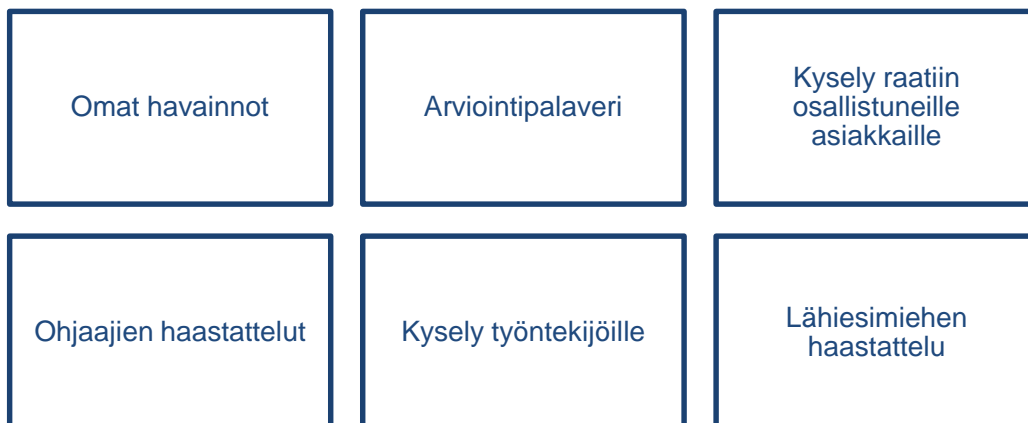 Omat havainnot
Arviointipalaveri
Kysely raatiin
osallistuneille
asiakkaille
Ohjaajien haastattelut
Kysely työntekijöille
Lähiesimiehen
haastattelu